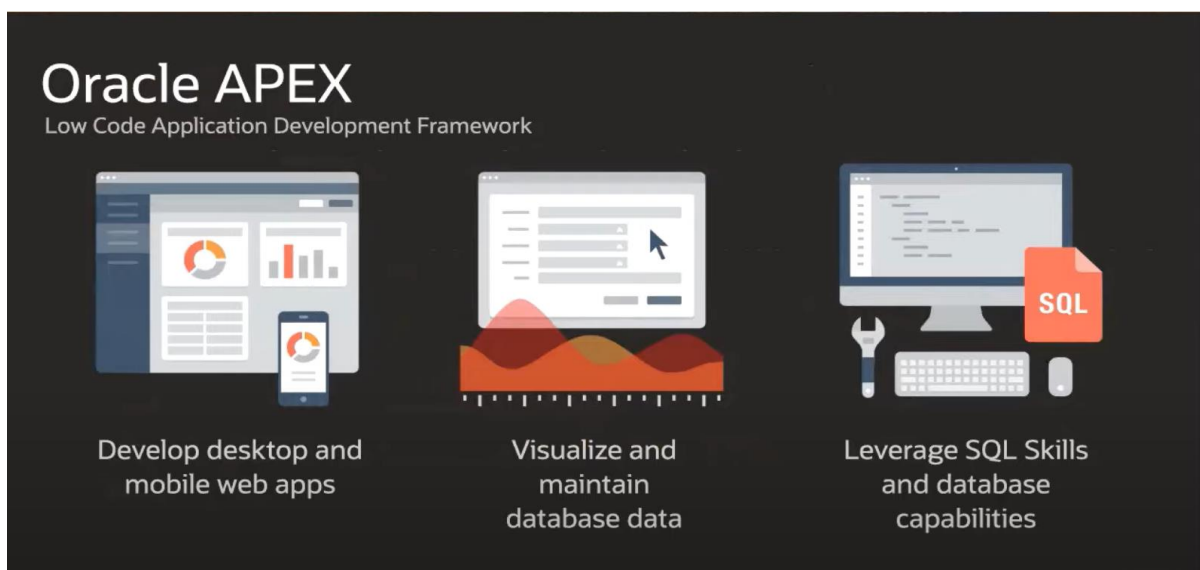 Oracle APEX
Low Code Application Development Framework
SQL
Develop desktop and
mobile web apps
Visualize and
maintain
database data
Leverage SQL Skills
and database
capabilities